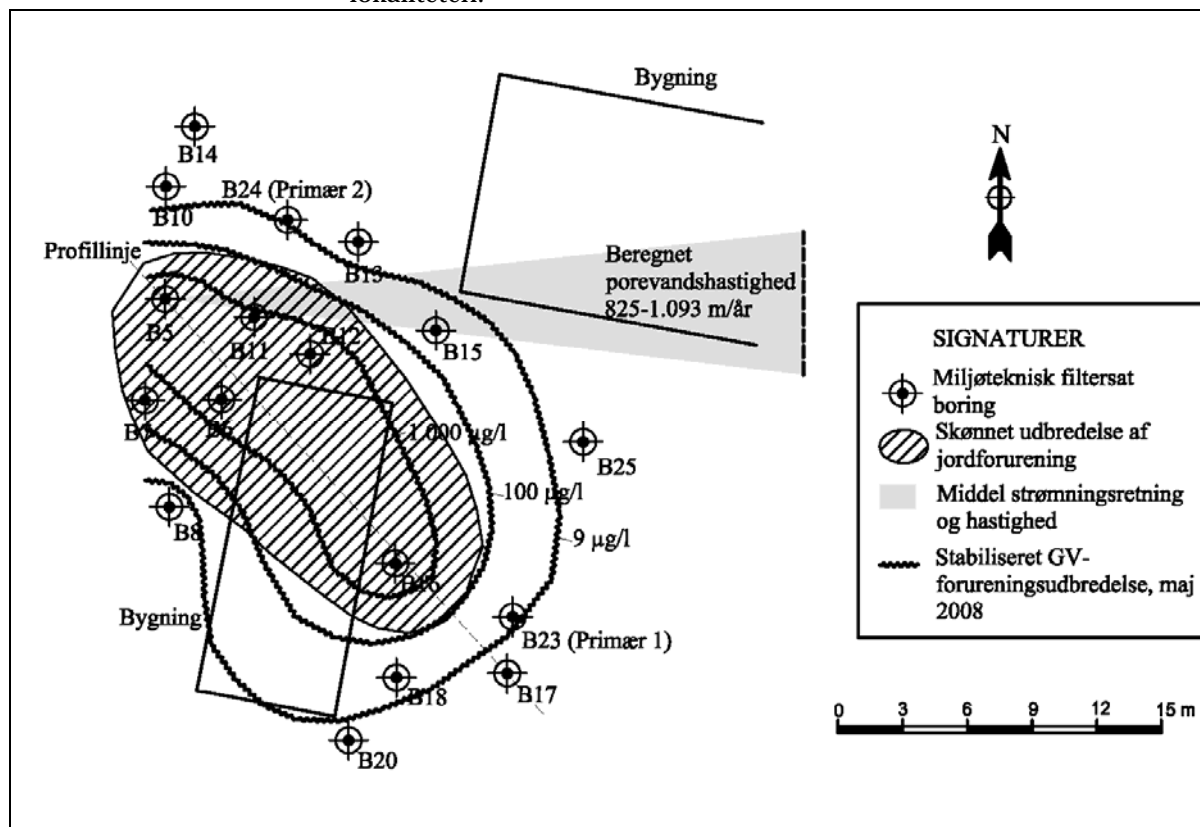 Bygning
N
B14
B10
B24 (Primær 2)
B13
Profillinje
Beregnet
porevandshastighed
825-1.093 m/år
B5
B11
B12
B15
B6
1.000 µg/l
B25
100 µg/l
9 µg/l
B8
B16
Bygning
B23 (Primær 1)
B17
B18
B20
SIGNATURER
Miljøteknisk filtersat
boring
Skønnet udbredelse af
jordforurening
Middel strømningsretning
og hastighed
Stabiliseret GV-
forureningsudbredelse, maj
2008
0 3 6 9 12 15 m